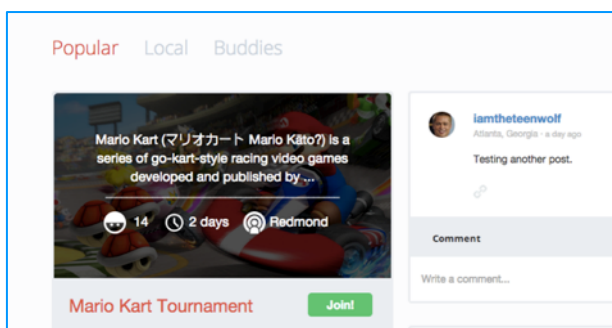 Popular Local Buddies
Mario Kart (マリオカート Mario Kāto?) is a
series of go-kart-style racing video games
developed and published by ...
14 2 days Redmond
Mario Kart Tournament Join!
iamtheteenwolf
Atlanta, Georgia · a day ago
Testing another post.
Comment
Write a comment...